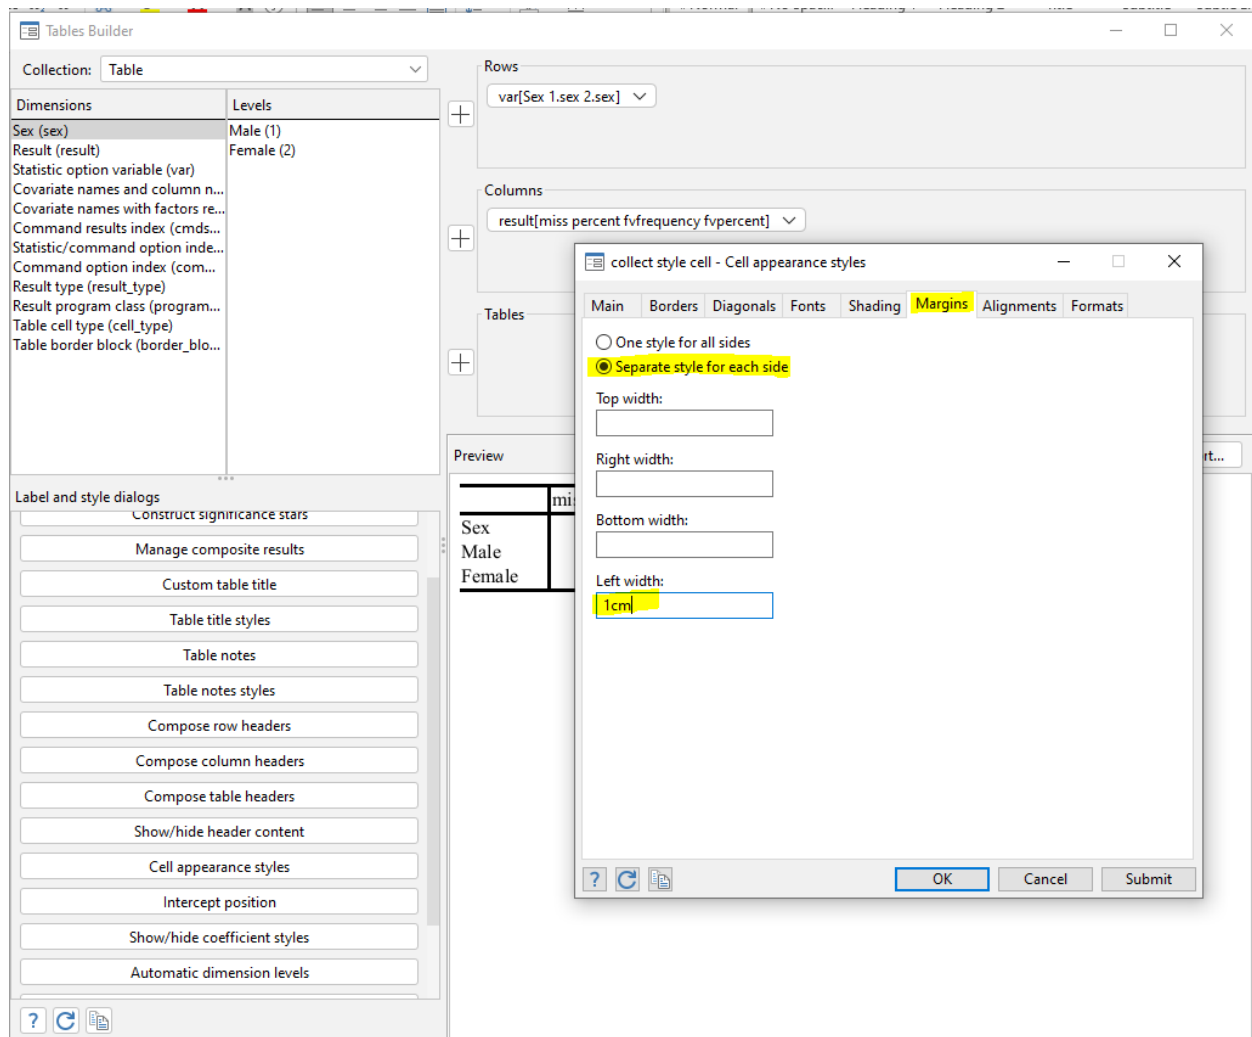 Tables Builder
Collection: Table
Dimensions Levels
Sex (sex) Male (1)
Result (result) Female (2)
Statistic option variable (var)
Covariate names and column n...
Covariate names with factors re...
Command results index (cmds...
Statistic/command option inde...
Command option index (com...
Result type (result_type)
Result program class (program...
Table cell type (cell_type)
Table border block (border_blo...
Rows
var[Sex 1.sex 2.sex]
Columns
result[miss percent fvfrequency fvpercent]
Tables
Preview
rt...
mi
Sex
Male
Female
Label and style dialogs
Construct significance stars
Manage composite results
Custom table title
Table title styles
Table notes
Table notes styles
Compose row headers
Compose column headers
Compose table headers
Show/hide header content
Cell appearance styles
Intercept position
Show/hide coefficient styles
Automatic dimension levels
?
collect style cell - Cell appearance styles
Main Borders Diagonals Fonts Shading Margins Alignments Formats
One style for all sides
Separate style for each side
Top width:
Right width:
Bottom width:
Left width:
1cm
? OK Cancel Submit